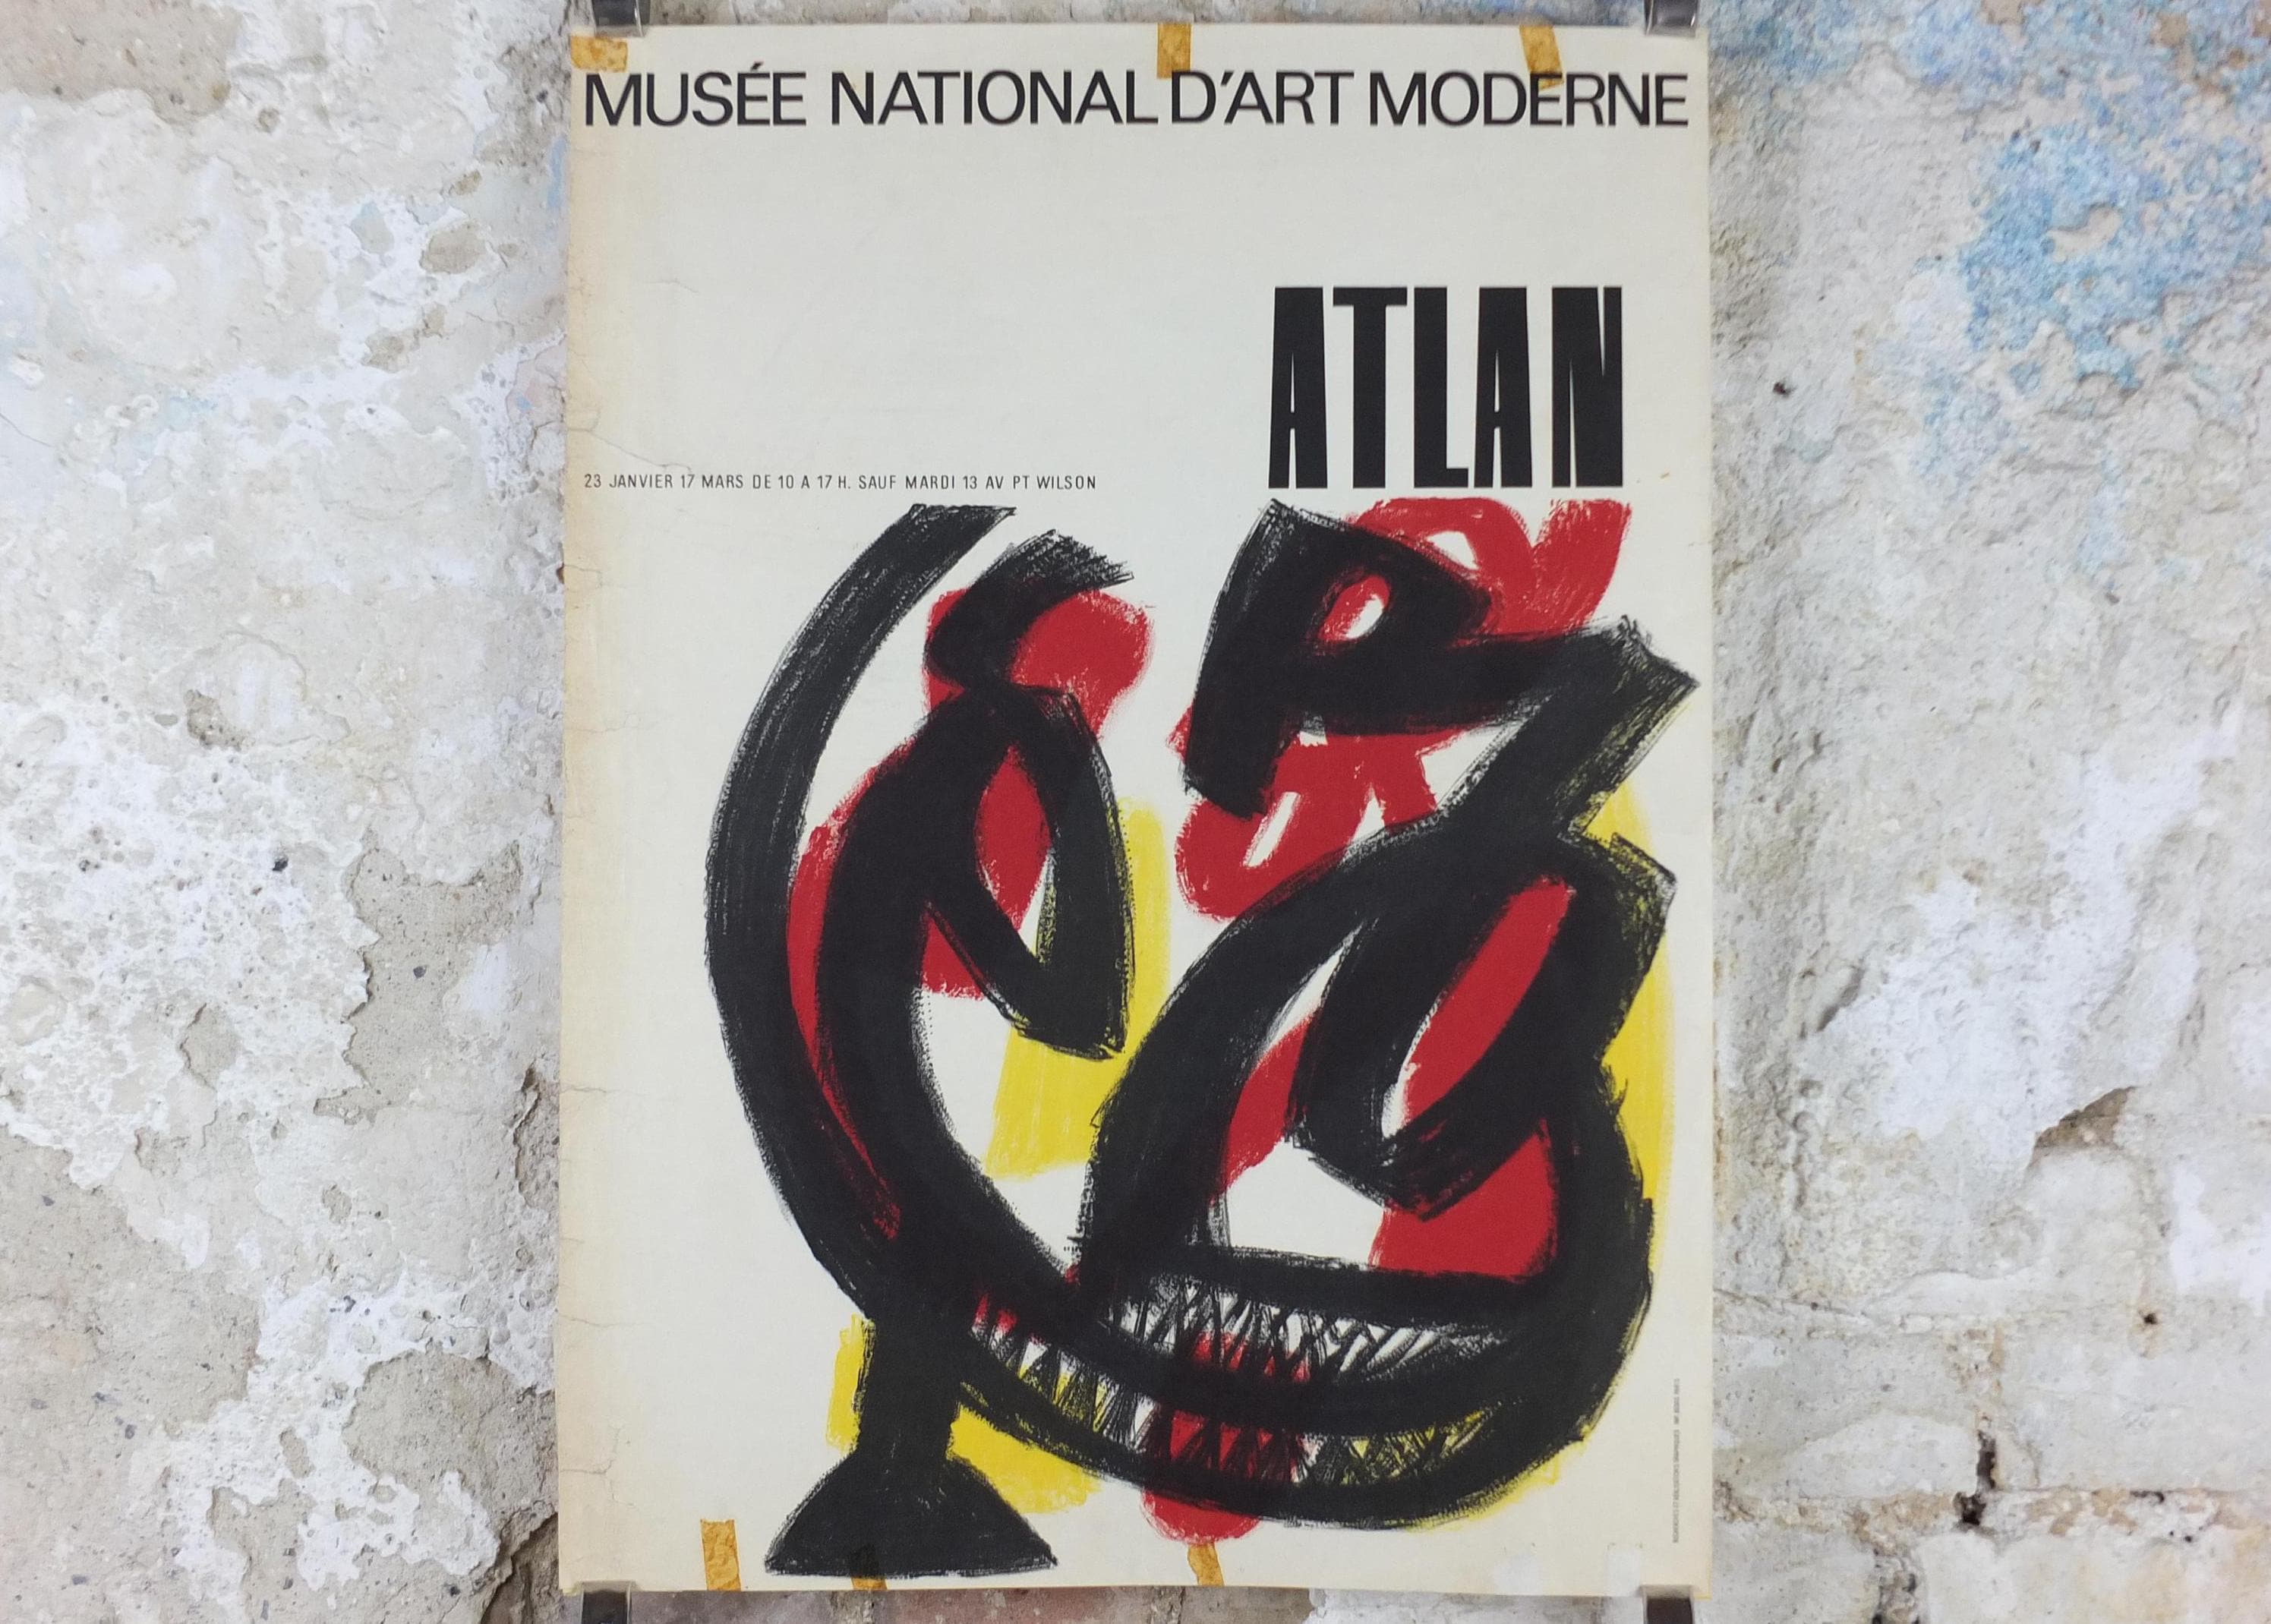 MUSÉE NATIONAL D'ART MODERNE
ATLAN
23 JANVIER 17 MARS DE 10 A 17 H. SAUF MARDI 13 AV PT WILSON